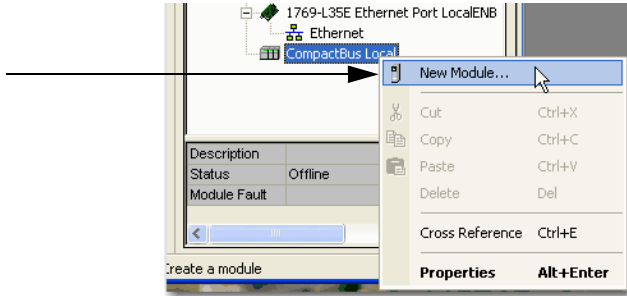 1769-L35E Ethernet Port LocalENB
Ethernet
CompactBus Local
New Module...
Cut Ctrl+X
Copy Ctrl+C
Paste Ctrl+V
Delete Del
Cross Reference Ctrl+E
Properties Alt+Enter
Description
Status Offline
Module Fault
Create a module